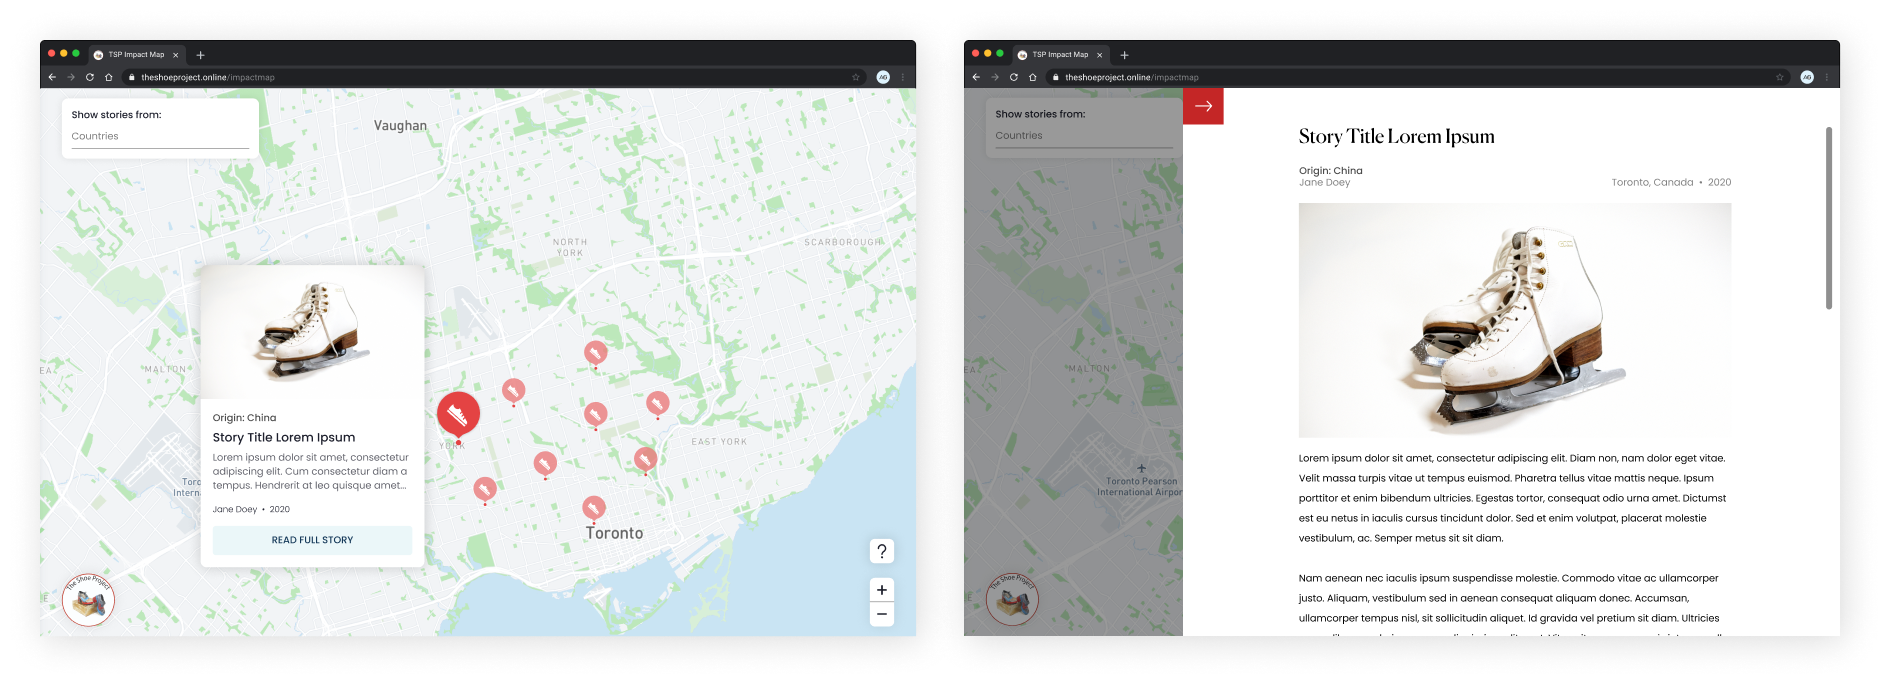 TSP Impact Map
theshoeproject.online/impactmap
AG
Show stories from:
Countries
Vaughan
NORTH
YORK
SCARBOROUGH
MALTON
EAST YORK
YORK
Toronto
Origin: China
Story Title Lorem Ipsum
Lorem ipsum dolor sit amet, consectetur
adipiscing elit. Cum consectetur diam a
tempus. Hendrerit at leo quisque amet...
Jane Doey • 2020
READ FULL STORY
The Shoe Project
?
+
−
TSP Impact Map
theshoeproject.online/impactmap
AG
Show stories from:
Countries
MALTON
Toronto Pearson
International Airpor
The Shoe Project
Story Title Lorem Ipsum
Origin: China
Jane Doey
Toronto, Canada • 2020
Lorem ipsum dolor sit amet, consectetur adipiscing elit. Diam non, nam dolor eget vitae.
Velit massa turpis vitae ut tempus euismod. Pharetra tellus vitae mattis neque. Ipsum
porttitor et enim bibendum ultricies. Egestas tortor, consequat odio urna amet. Dictumst
est eu netus in iaculis cursus tincidunt dolor. Sed et enim volutpat, placerat molestie
vestibulum, ac. Semper metus sit sit diam.
Nam aenean nec iaculis ipsum suspendisse molestie. Commodo vitae ac ullamcorper
justo. Aliquam, vestibulum sed in aenean consequat aliquam donec. Accumsan,
ullamcorper tempus nisl, sit sollicitudin aliquet. Id gravida vel pretium sit diam. Ultricies